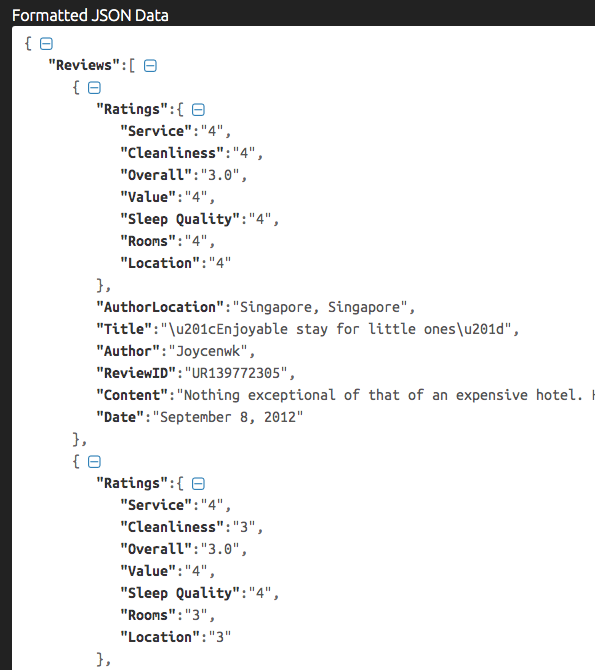 Formatted JSON Data
{
"Reviews":[
{
"Ratings":{
"Service":"4",
"Cleanliness":"4",
"Overall":"3.0",
"Value":"4",
"Sleep Quality":"4",
"Rooms":"4",
"Location":"4"
},
"AuthorLocation":"Singapore, Singapore",
"Title":"\u201cEnjoyable stay for little ones\u201d",
"Author":"Joycenwk",
"ReviewID":"UR139772305",
"Content":"Nothing exceptional of that of an expensive hotel.
"Date":"September 8, 2012"
},
{
"Ratings":{
"Service":"4",
"Cleanliness":"3",
"Overall":"3.0",
"Value":"4",
"Sleep Quality":"4",
"Rooms":"3",
"Location":"3"
},